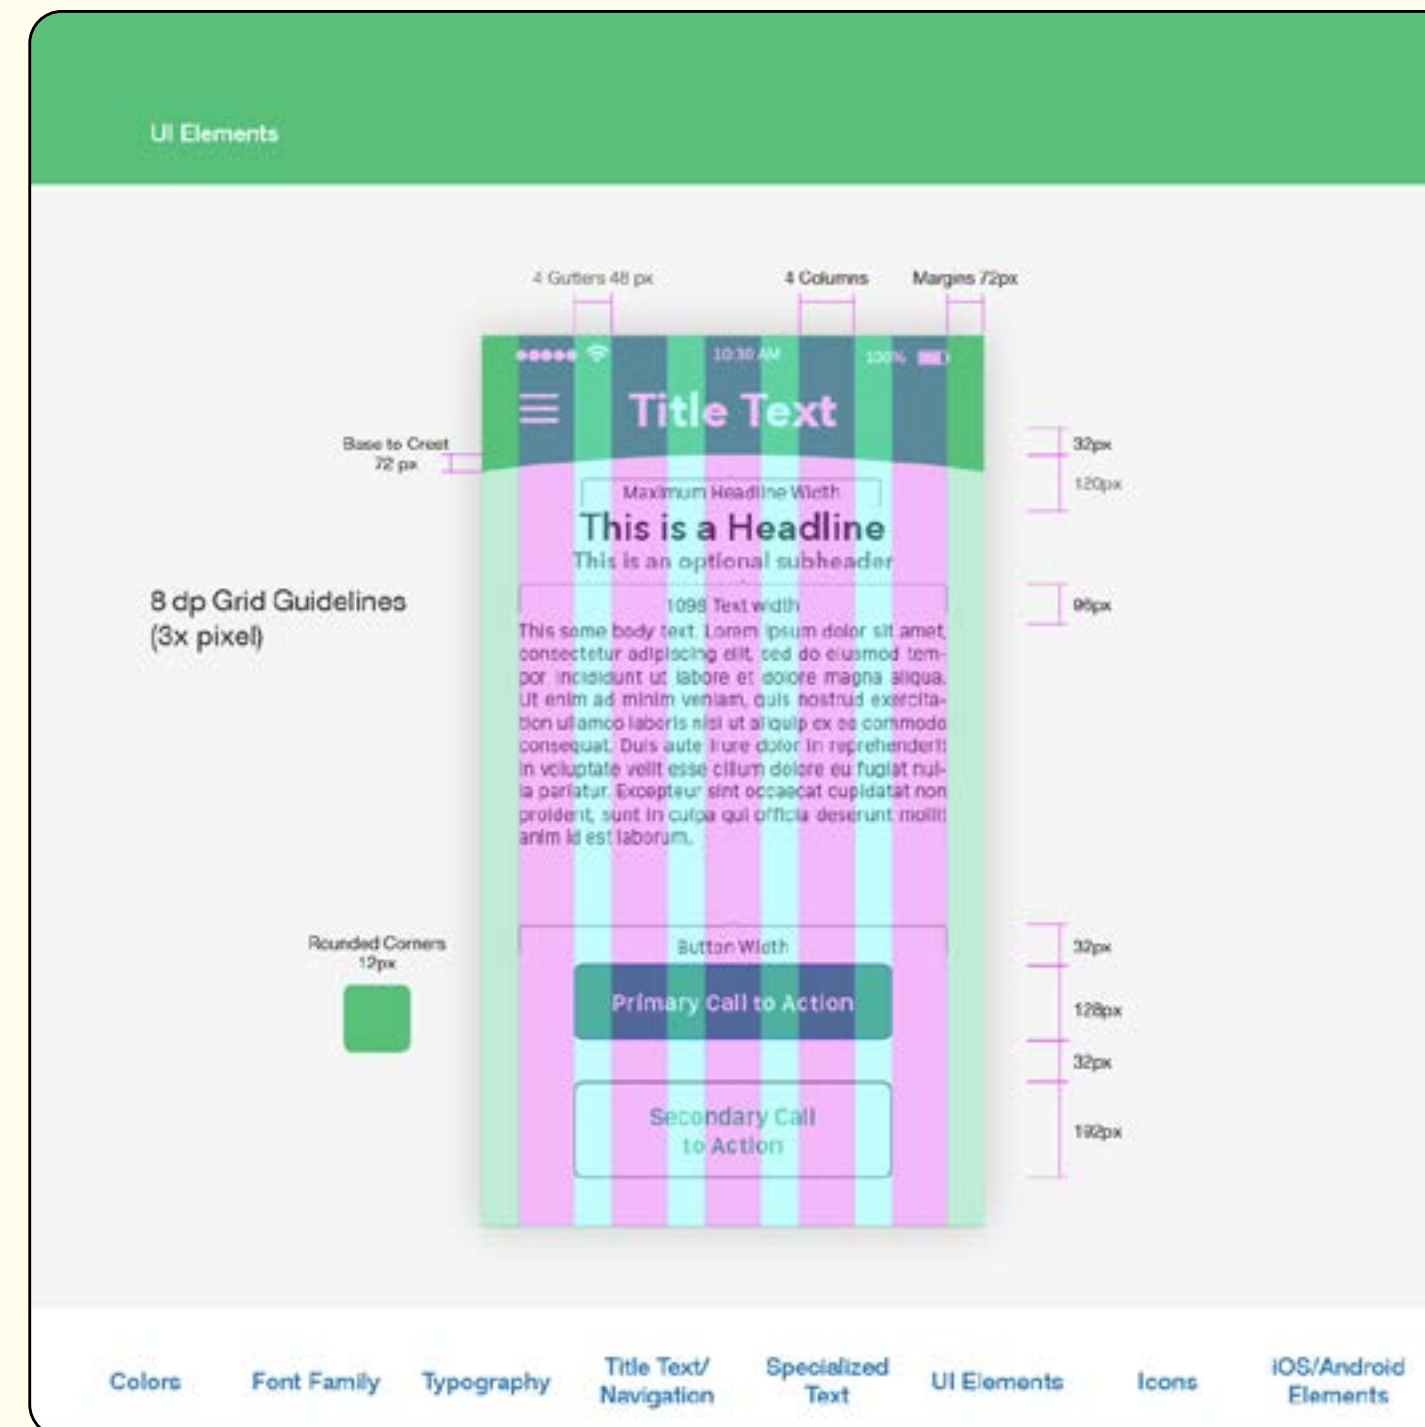 UI Elements
4 Gutters 48 px
4 Columns
Margins 72px
10:30 AM
100%
Title Text
Base to Crest
72 px
32px
120px
Maximum Headline Width
This is a Headline
This is an optional subheader
8 dp Grid Guidelines
(3x pixel)
1098 Text width
96px
This some body text. Lorem ipsum dolor sit amet,
consectetur adipiscing elit, sed do eiusmod tem-
por incididunt ut labore et dolore magna aliqua.
Ut enim ad minim veniam, quis nostrud exercita-
tion ullamco laboris nisi ut aliquip ex ea commodo
consequat. Duis aute irure dolor in reprehenderit
in voluptate velit esse cillum dolore eu fugiat nul-
la pariatur. Excepteur sint occaecat cupidatat non
proident, sunt in culpa qui officia deserunt mollit
anim id est laborum.
Rounded Corners
12px
Button Width
32px
Primary Call to Action
128px
32px
Secondary Call
to Action
192px
Colors
Font Family
Typography
Title Text/
Navigation
Specialized
Text
UI Elements
Icons
iOS/Android
Elements